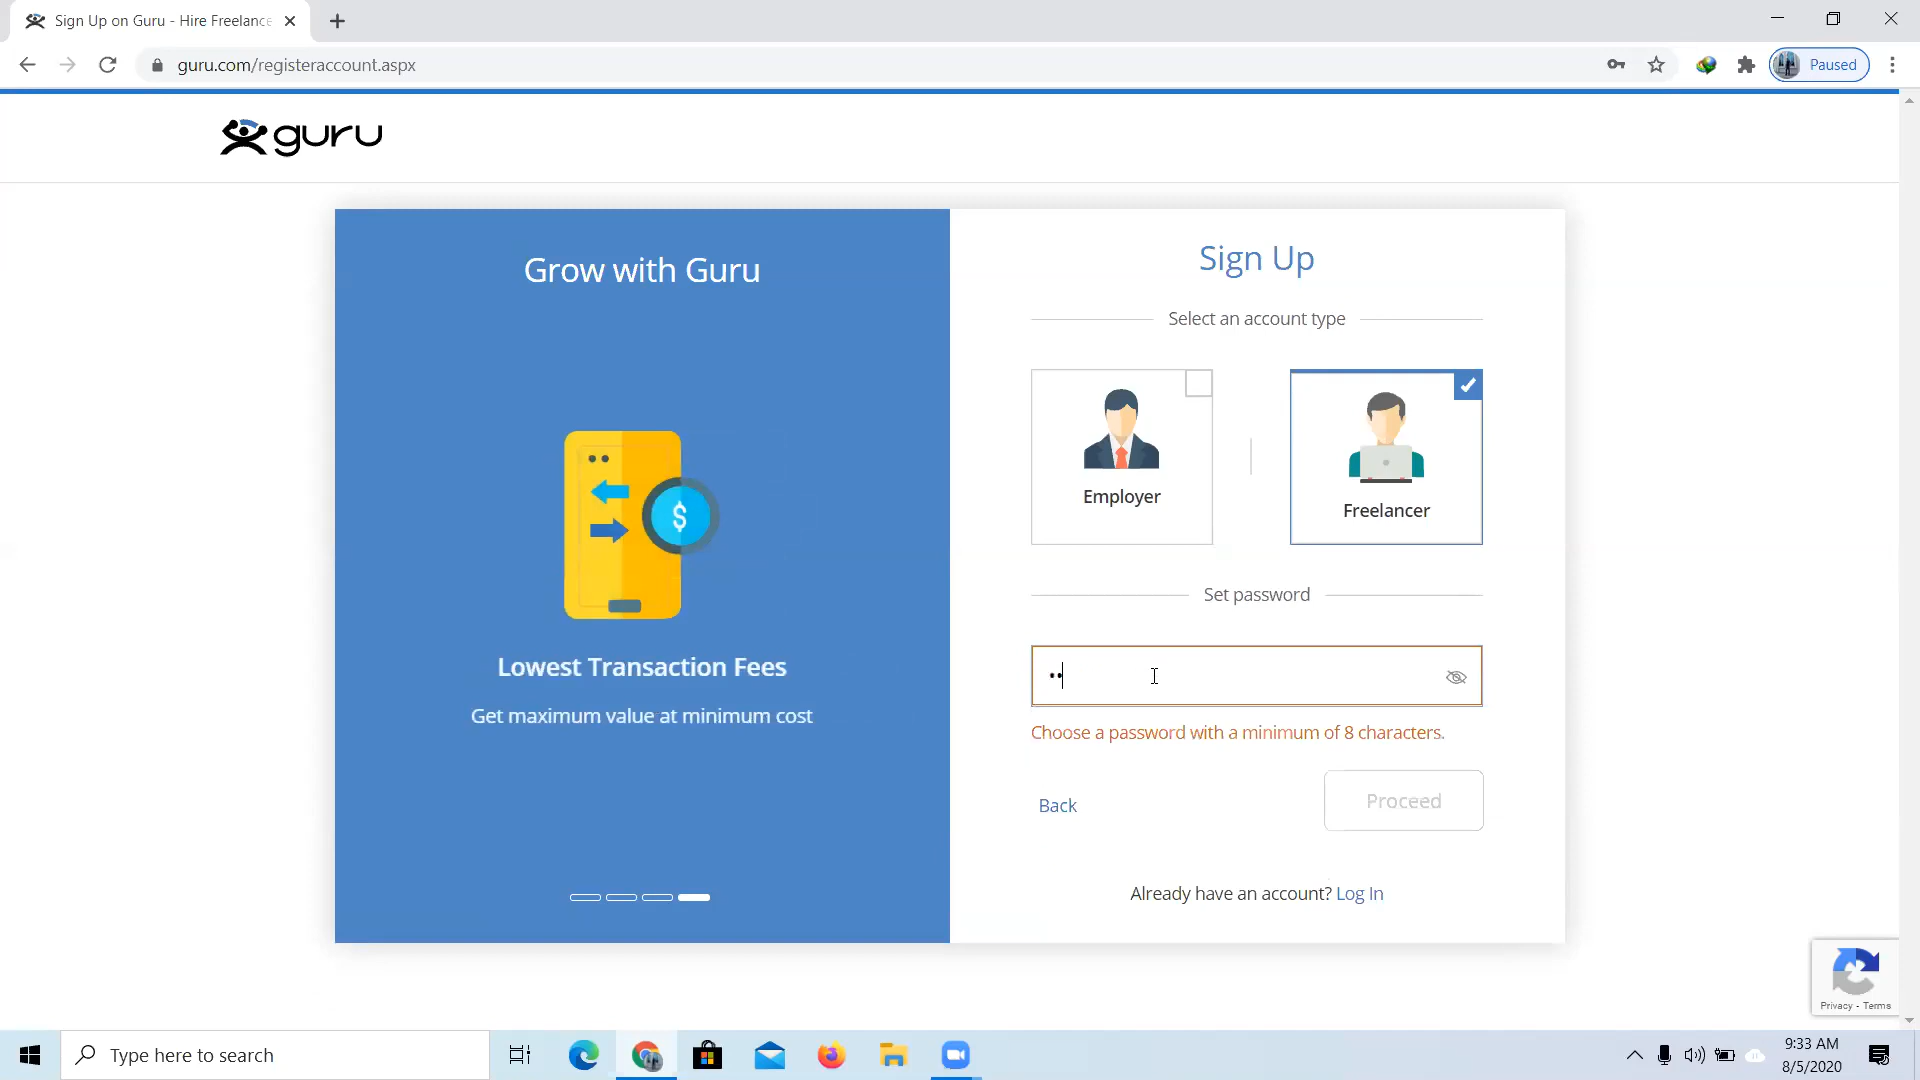 Sign Up on Guru - Hire Freelance
guru.com/registeraccount.aspx
Paused
guru
Grow with Guru
$
Lowest Transaction Fees
Get maximum value at minimum cost
Sign Up
Select an account type
Employer
Freelancer
Set password
Choose a password with a minimum of 8 characters.
Back
Proceed
Already have an account? Log In
Privacy - Terms
Type here to search
9:33 AM
8/5/2020